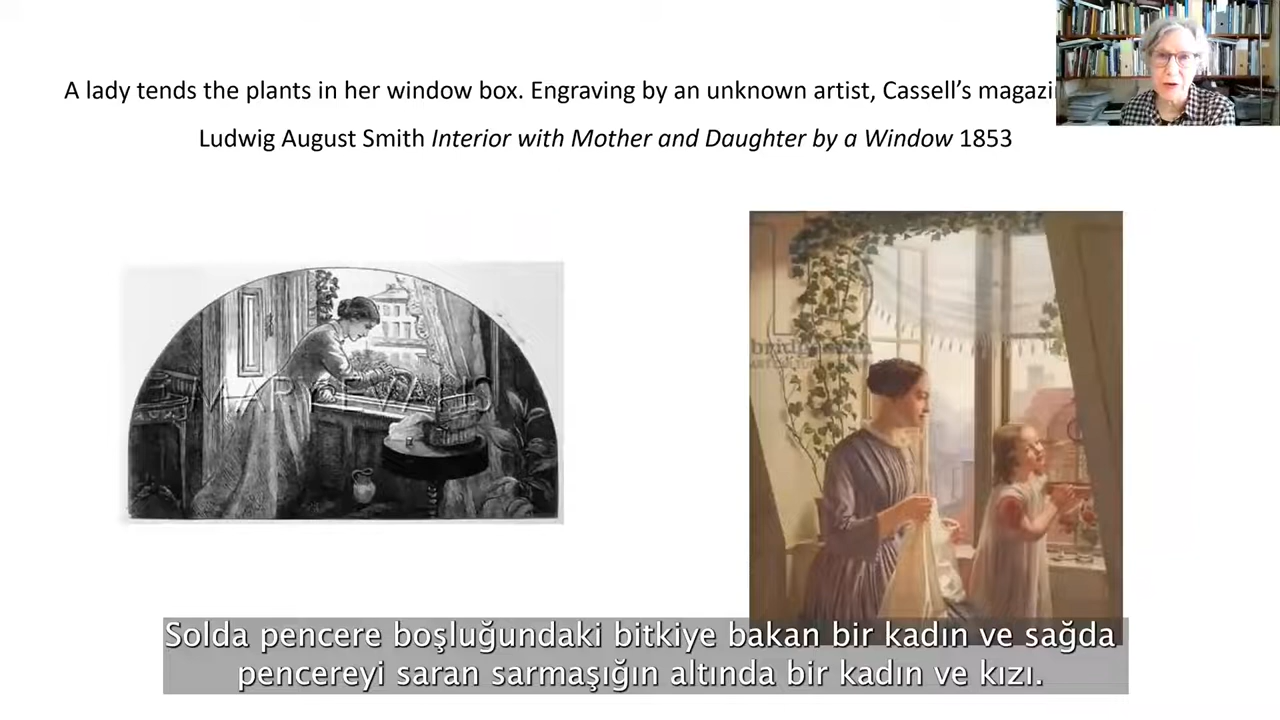 A lady tends the plants in her window box. Engraving by an unknown artist, Cassell's magazi
Ludwig August Smith Interior with Mother and Daughter by a Window 1853
MARY EVANS
Solda pencere boşluğundaki bitkiye bakan bir kadın ve sağda
pencereyi saran sarmaşığın altında bir kadın ve kızı.